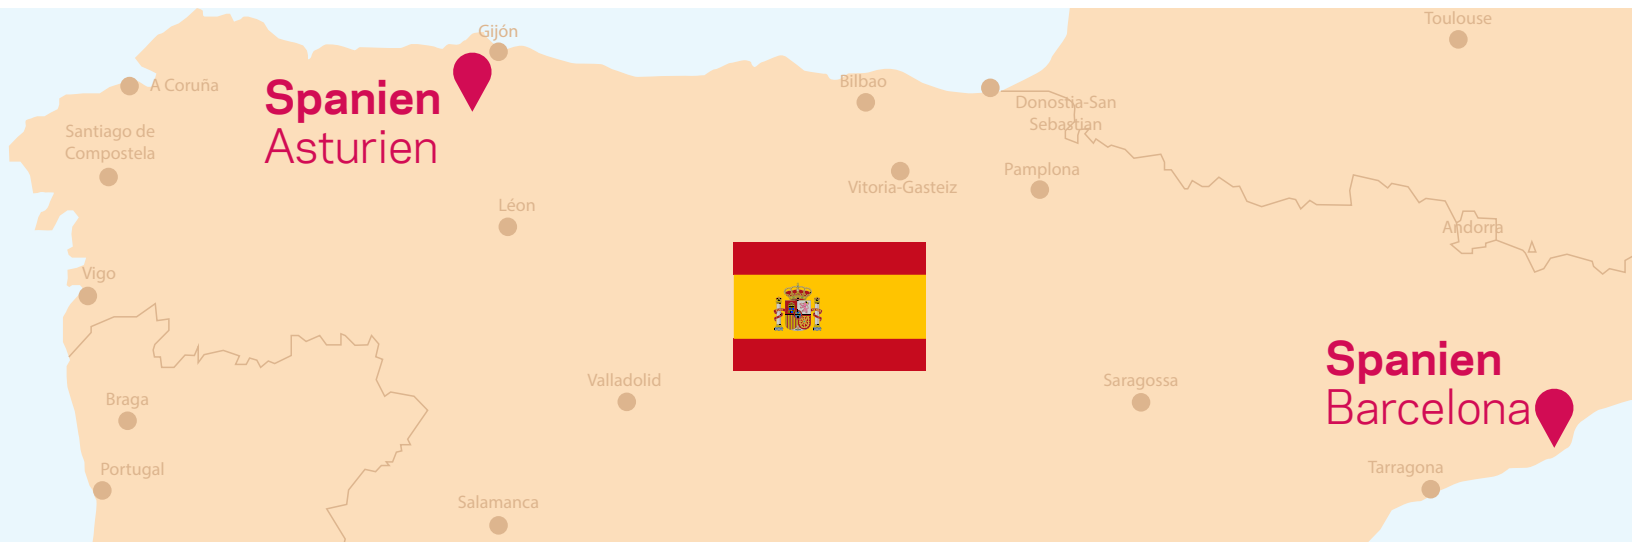 Toulouse
Gijón
A Coruña
Spanien
Asturien
Bilbao
Donostia-San
Sebastian
Santiago de
Compostela
Pamplona
Vitoria-Gasteiz
Léon
Andorra
Vigo
Spanien
Barcelona
Valladolid
Saragossa
Braga
Portugal
Tarragona
Salamanca